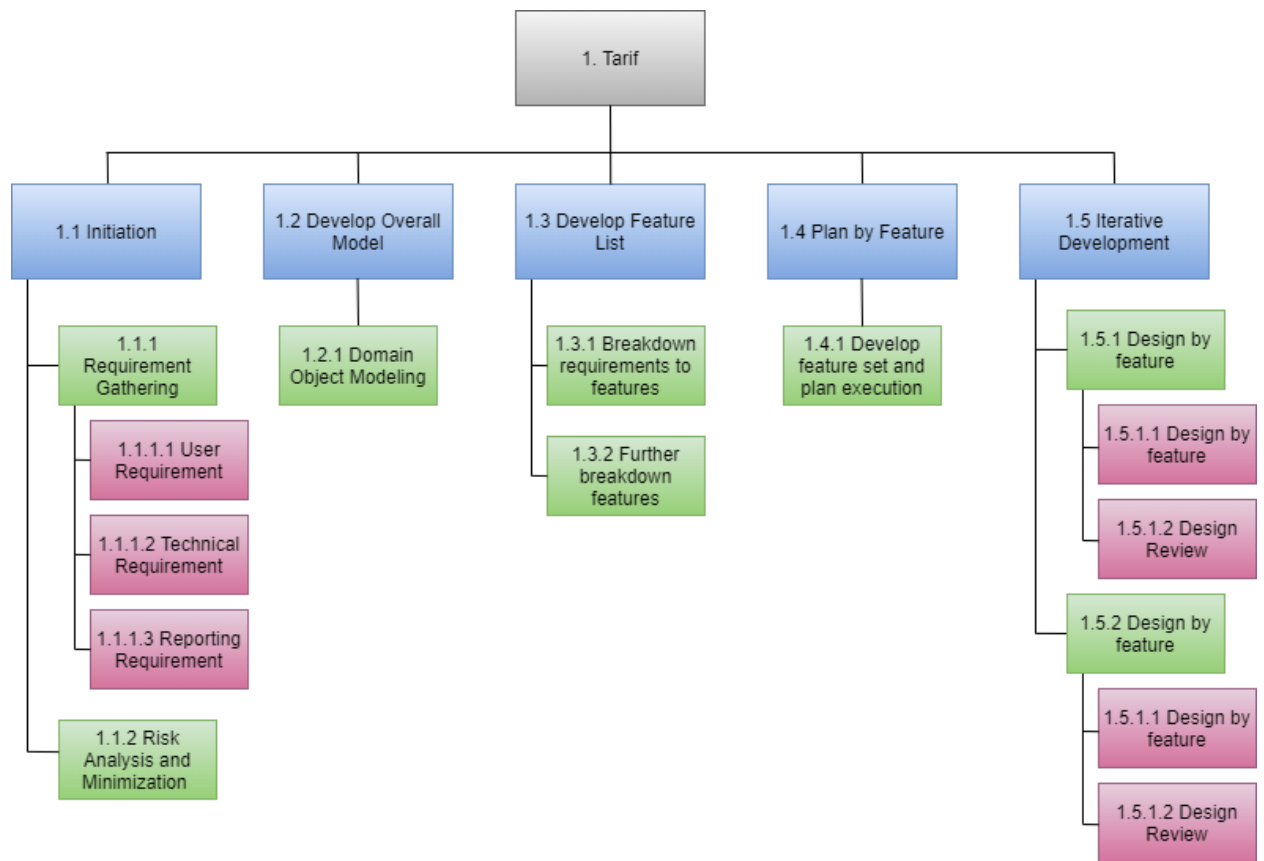 1. Tarif
1.1 Initiation
1.2 Develop Overall
Model
1.3 Develop Feature
List
1.4 Plan by Feature
1.5 Iterative
Development
1.1.1
Requirement
Gathering
1.1.1.1 User
Requirement
1.1.1.2 Technical
Requirement
1.1.1.3 Reporting
Requirement
1.1.2 Risk
Analysis and
Minimization
1.2.1 Domain
Object Modeling
1.3.1 Breakdown
requirements to
features
1.3.2 Further
breakdown
features
1.4.1 Develop
feature set and
plan execution
1.5.1 Design by
feature
1.5.1.1 Design by
feature
1.5.1.2 Design
Review
1.5.2 Design by
feature
1.5.1.1 Design by
feature
1.5.1.2 Design
Review